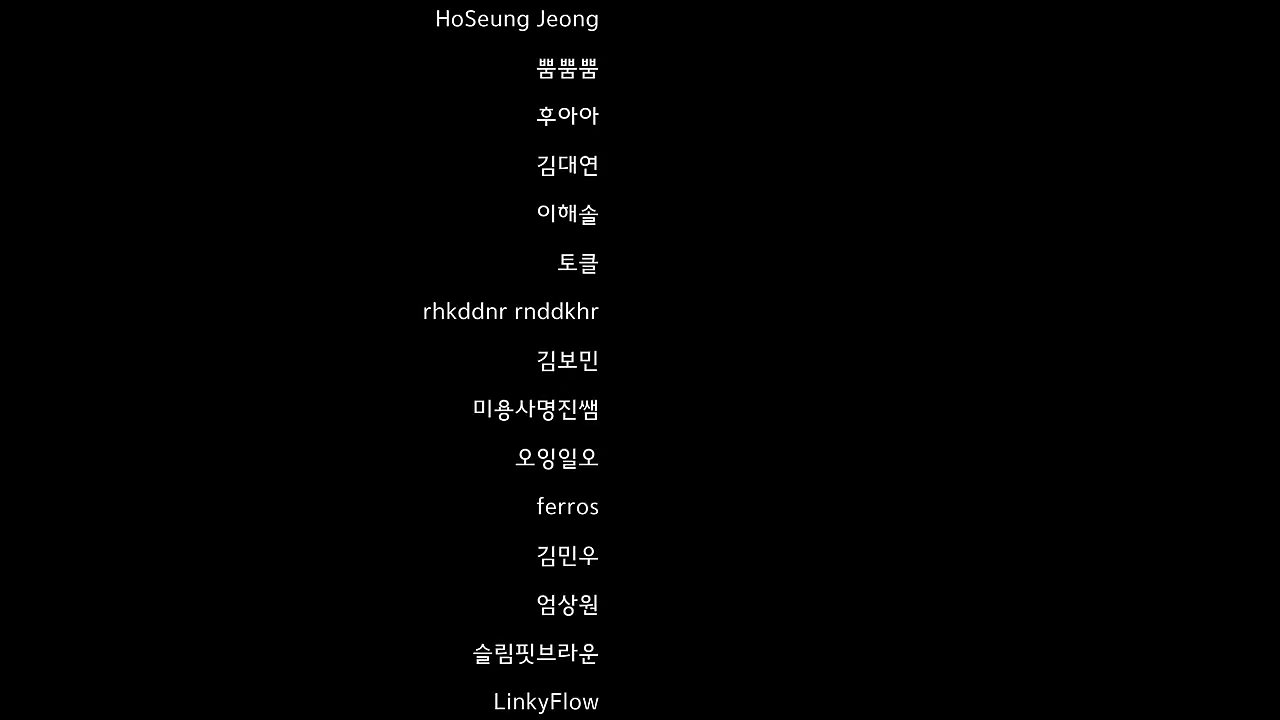 HoSeung Jeong
뿜뿜뿜
후아아
김대연
이해솔
토클
rhkddnr rnddkhr
김보민
미용사명진쌤
오잉일오
ferros
김민우
엄상원
슬림핏브라운
LinkyFlow